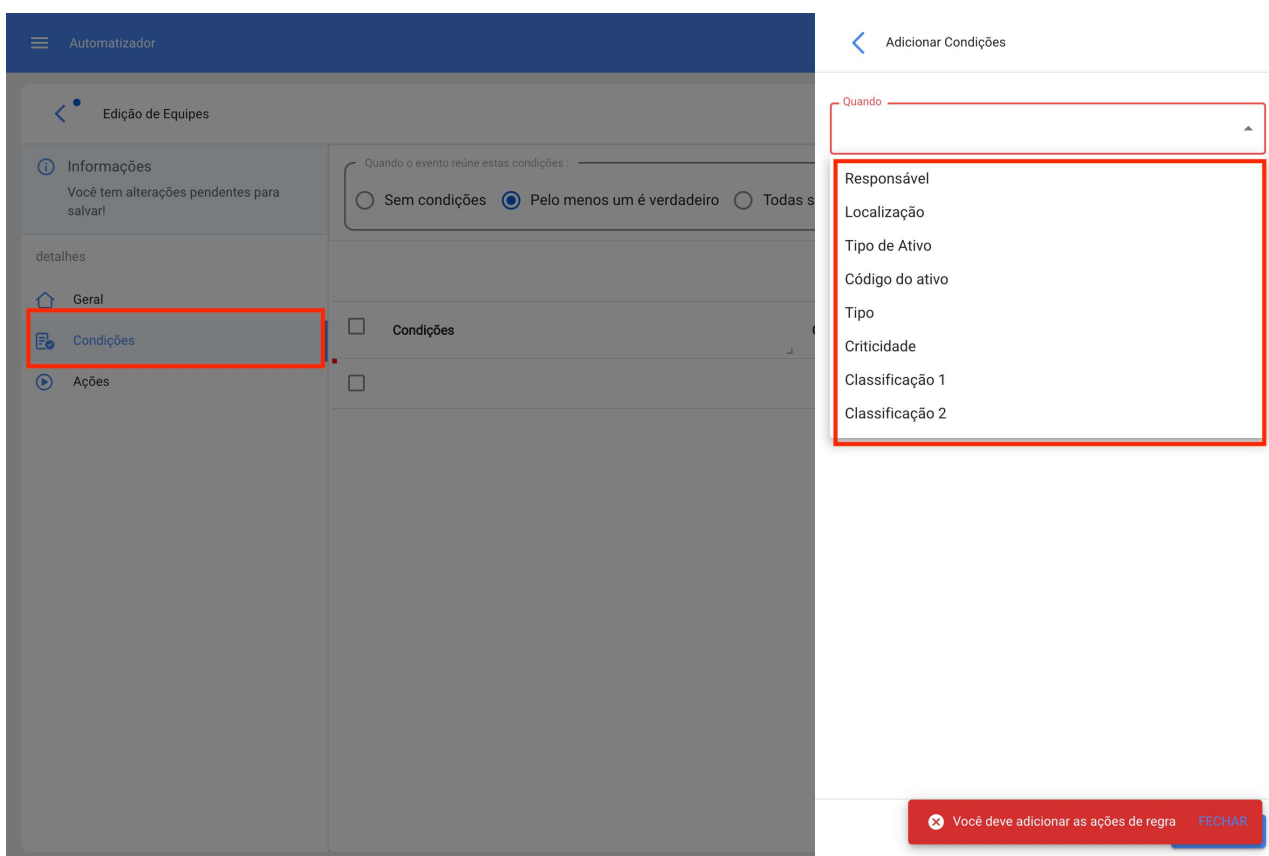 Automatizador
Edição de Equipes
Informações
Você tem alterações pendentes para
salvar!
detalhes
Geral
Condições
Ações
Quando o evento reúne estas condições :
Sem condições Pelo menos um é verdadeiro Todas s
Condições
Adicionar Condições
Quando
Responsável
Localização
Tipo de Ativo
Código do ativo
Tipo
Criticidade
Classificação 1
Classificação 2
Você deve adicionar as ações de regra FECHAR